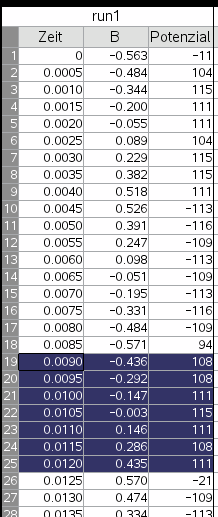 run1
Zeit B Potenzial
1 0 −0.563 −11
2 0.0005 −0.484 104
3 0.0010 −0.344 115
4 0.0015 −0.200 111
5 0.0020 −0.055 111
6 0.0025 0.089 104
7 0.0030 0.229 115
8 0.0035 0.382 115
9 0.0040 0.518 111
10 0.0045 0.526 −113
11 0.0050 0.391 −116
12 0.0055 0.247 −109
13 0.0060 0.098 −113
14 0.0065 −0.051 −109
15 0.0070 −0.195 −113
16 0.0075 −0.331 −116
17 0.0080 −0.484 −109
18 0.0085 −0.571 94
19 0.0090 −0.436 108
20 0.0095 −0.292 108
21 0.0100 −0.147 111
22 0.0105 −0.003 115
23 0.0110 0.146 111
24 0.0115 0.286 108
25 0.0120 0.435 111
26 0.0125 0.570 −21
27 0.0130 0.474 −109
28 0.0135 0.334 −113